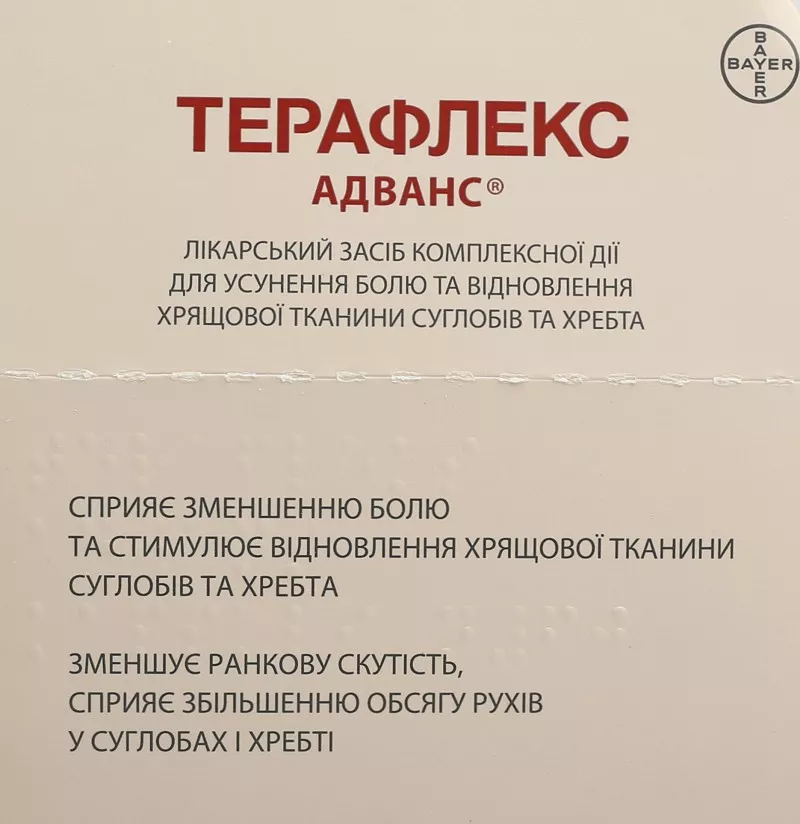 BAYER
BAYER
ТЕРАФЛЕКС
АДВАНС®
ЛІКАРСЬКИЙ ЗАСІБ КОМПЛЕКСНОЇ ДІЇ
ДЛЯ УСУНЕННЯ БОЛЮ ТА ВІДНОВЛЕННЯ
ХРЯЩОВОЇ ТКАНИНИ СУГЛОБІВ ТА ХРЕБТА
СПРИЯЄ ЗМЕНШЕННЮ БОЛЮ
ТА СТИМУЛЮЄ ВІДНОВЛЕННЯ ХРЯЩОВОЇ ТКАНИНИ
СУГЛОБІВ ТА ХРЕБТА
ЗМЕНШУЄ РАНКОВУ СКУТІСТЬ,
СПРИЯЄ ЗБІЛЬШЕННЮ ОБСЯГУ РУХІВ
У СУГЛОБАХ І ХРЕБТІ